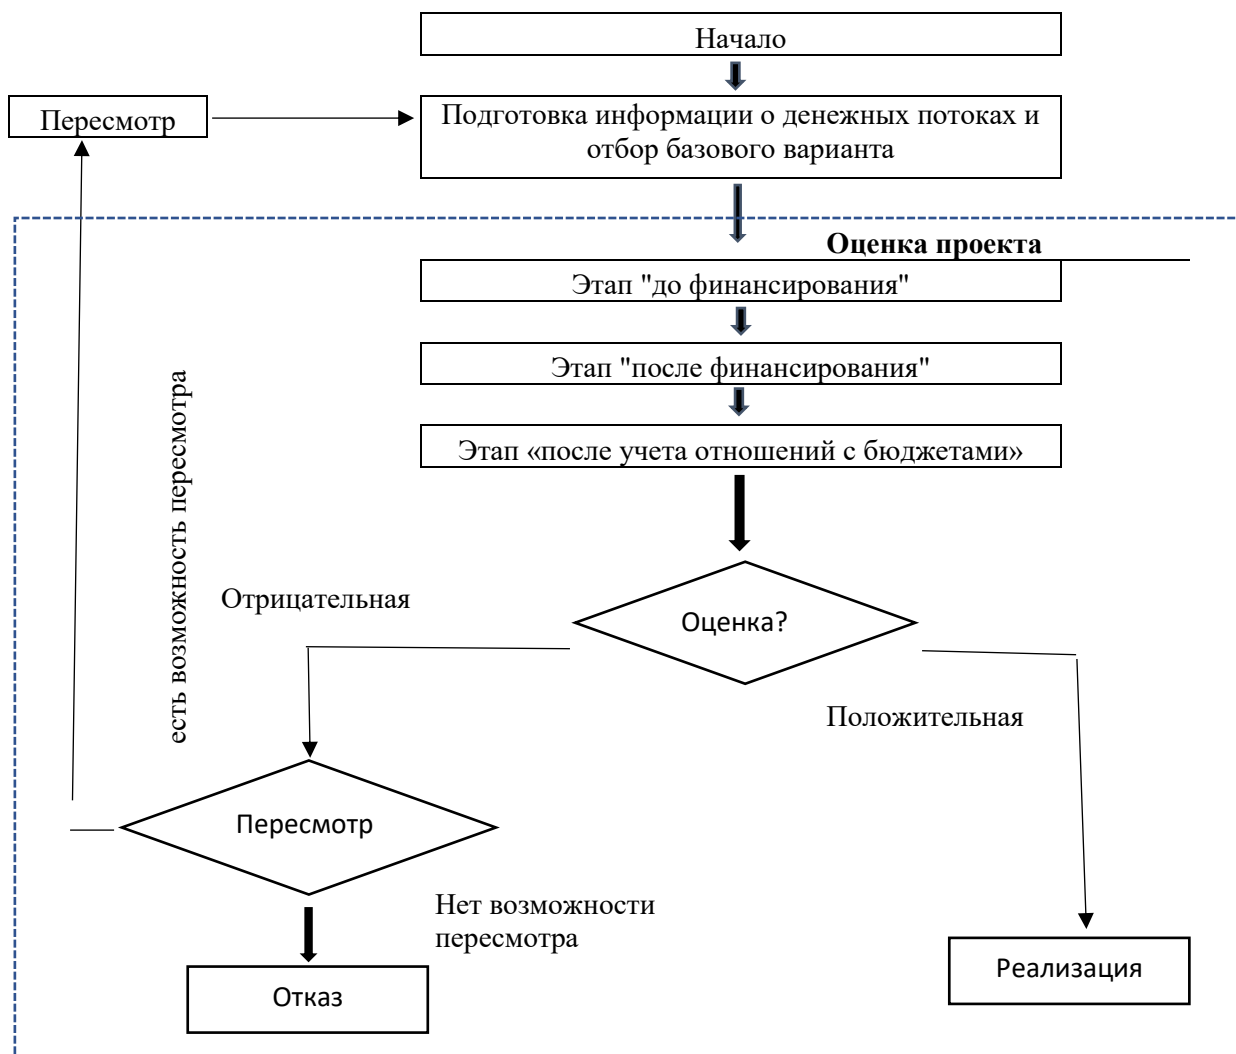 Начало
Пересмотр
Подготовка информации о денежных потоках и
отбор базового варианта
Оценка проекта
Этап "до финансирования"
Этап "после финансирования"
Этап «после учета отношений с бюджетами»
есть возможность пересмотра
Отрицательная
Оценка?
Положительная
Пересмотр
Нет возможности
пересмотра
Отказ
Реализация